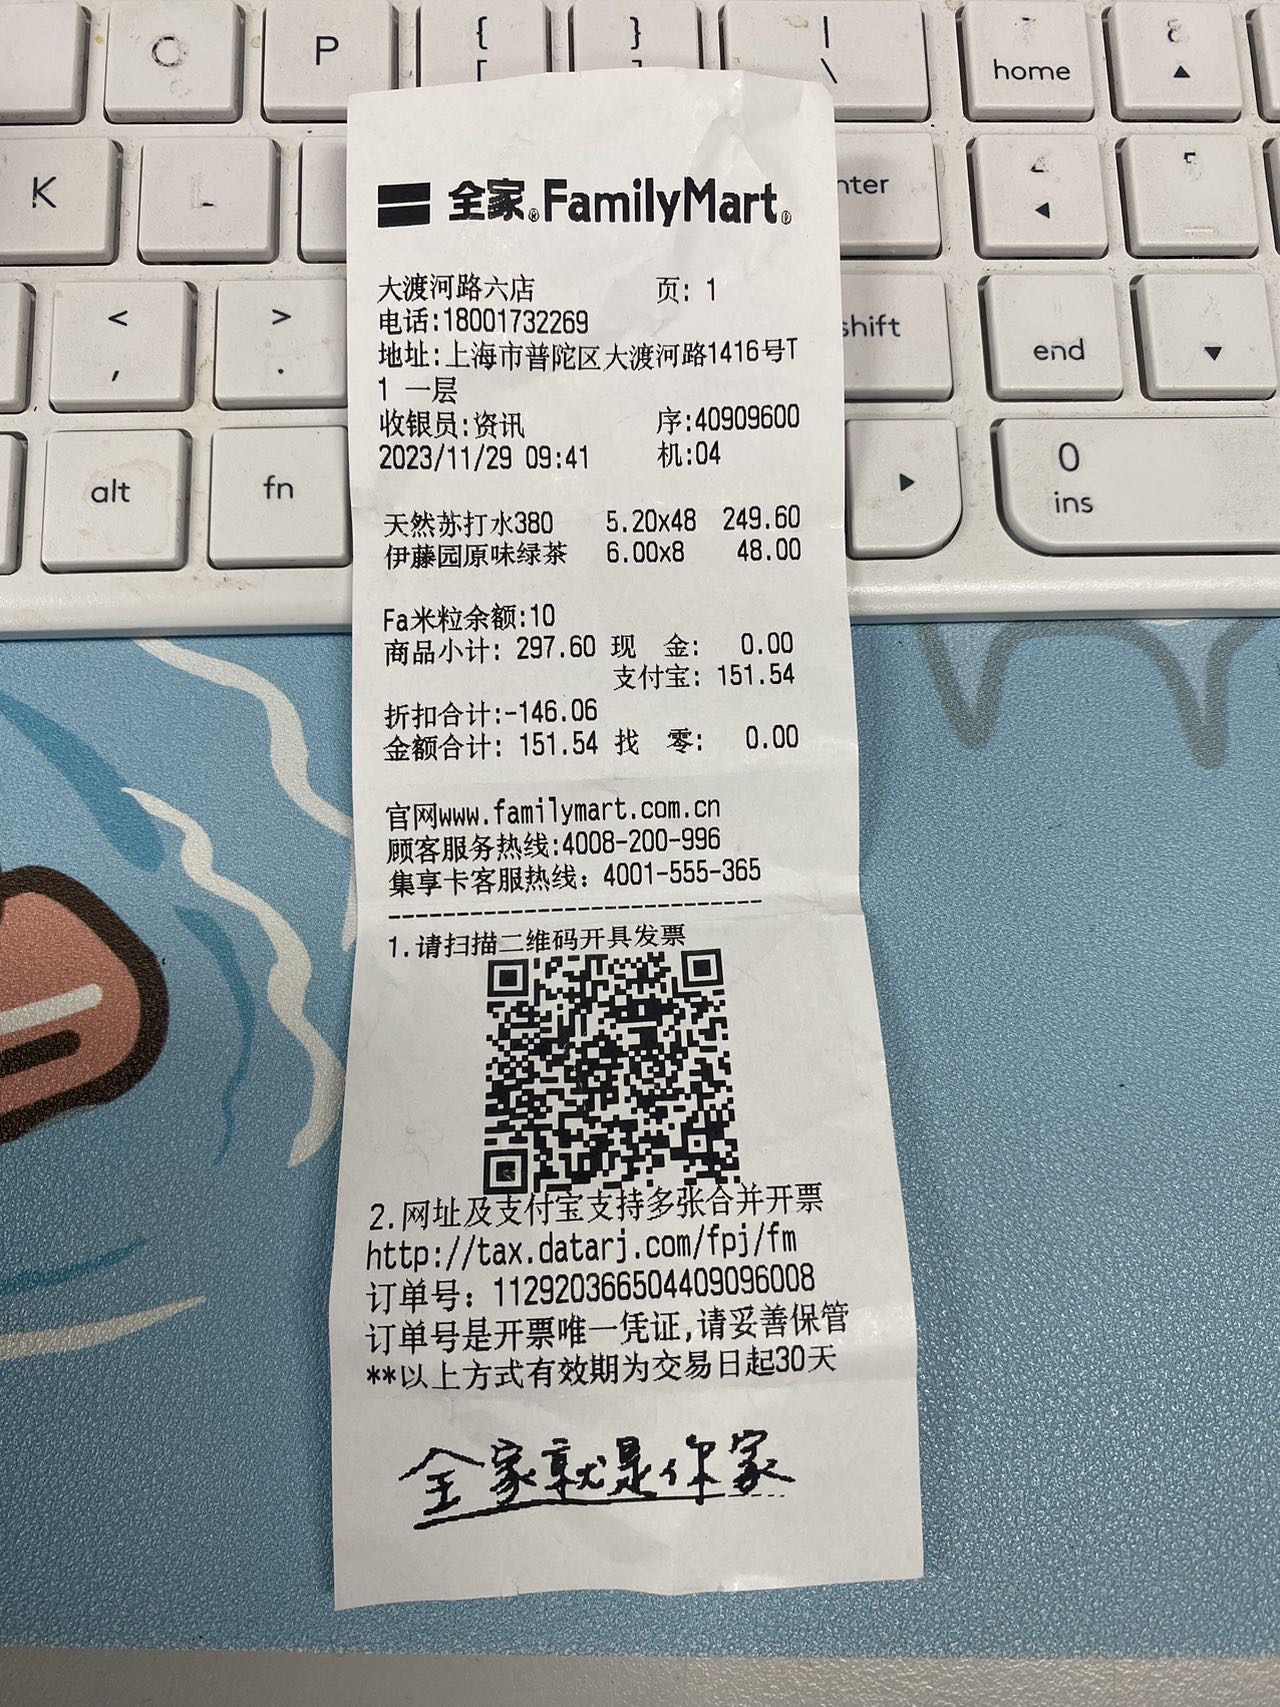 P
{
[
}
]
|
\
home
K
L
enter
<
,
>
.
shift
end
alt
fn
0
ins
全家®FamilyMart®
大渡河路六店 页: 1
电话:18001732269
地址:上海市普陀区大渡河路1416号T
1 一层
收银员:资讯 序:40909600
2023/11/29 09:41 机:04
天然苏打水380 5.20x48 249.60
伊藤园原味绿茶 6.00x8 48.00
Fa米粒余额:10
商品小计: 297.60 现 金: 0.00
支付宝: 151.54
折扣合计:-146.06
金额合计: 151.54 找 零: 0.00
官网www.familymart.com.cn
顾客服务热线:4008-200-996
集享卡客服热线: 4001-555-365
------------------------------
1.请扫描二维码开具发票
2.网址及支付宝支持多张合并开票
http://tax.datarj.com/fpj/fm
订单号: 112920366504409096008
订单号是开票唯一凭证,请妥善保管
**以上方式有效期为交易日起30天
全家就是你家